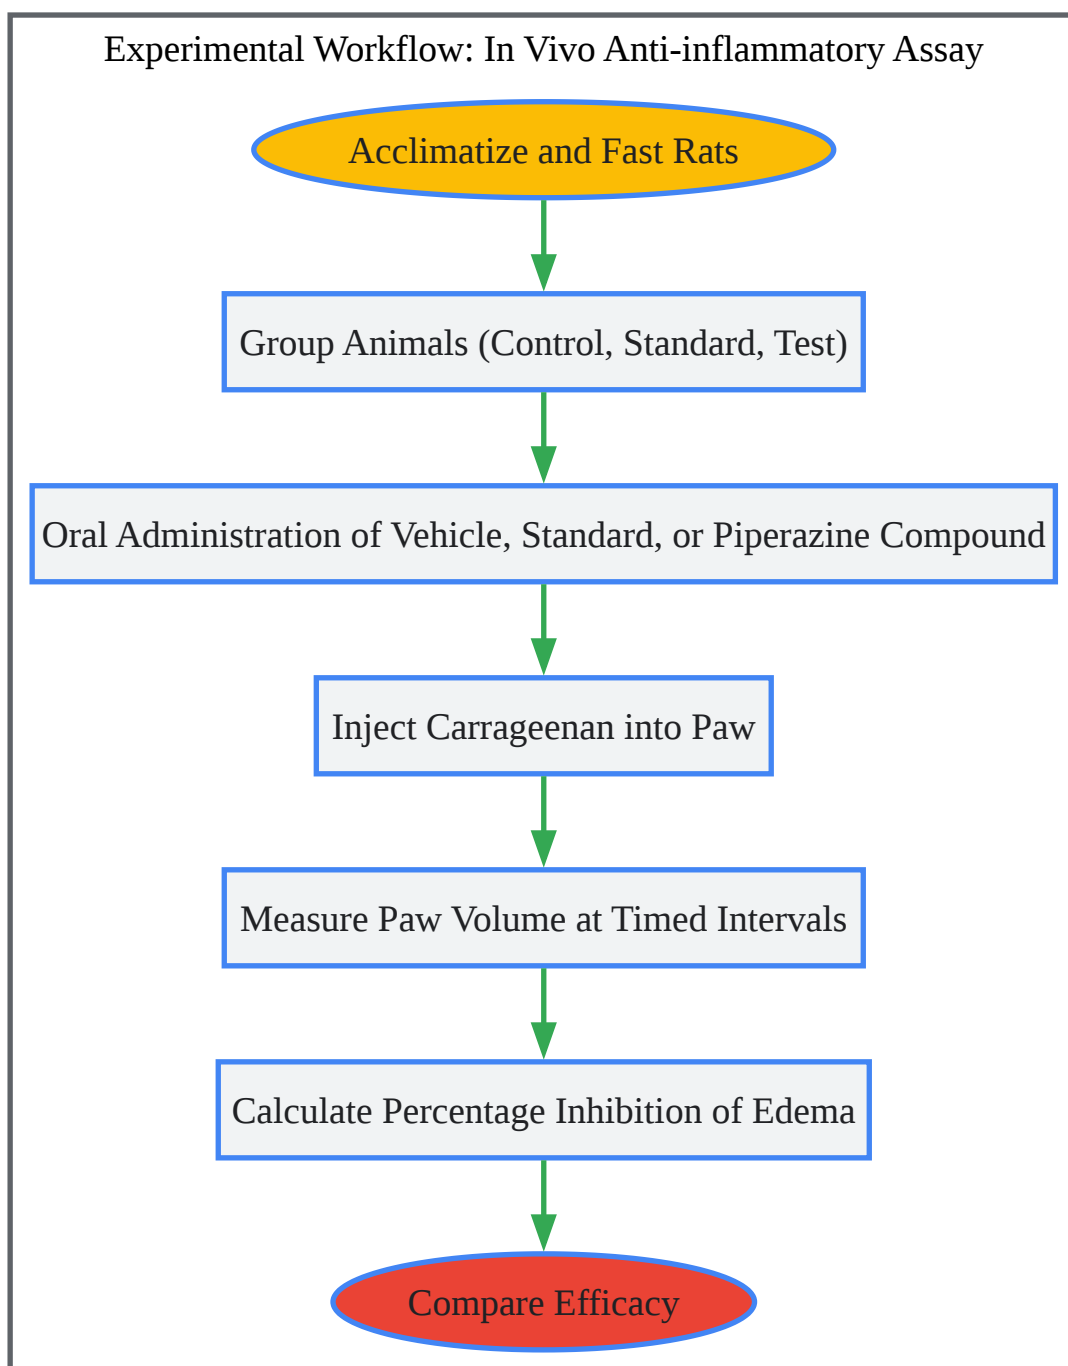 Experimental Workflow: In Vivo Anti-inflammatory Assay
Acclimatize and Fast Rats
Group Animals (Control, Standard, Test)
Oral Administration of Vehicle, Standard, or Piperazine Compound
Inject Carrageenan into Paw
Measure Paw Volume at Timed Intervals
Calculate Percentage Inhibition of Edema
Compare Efficacy